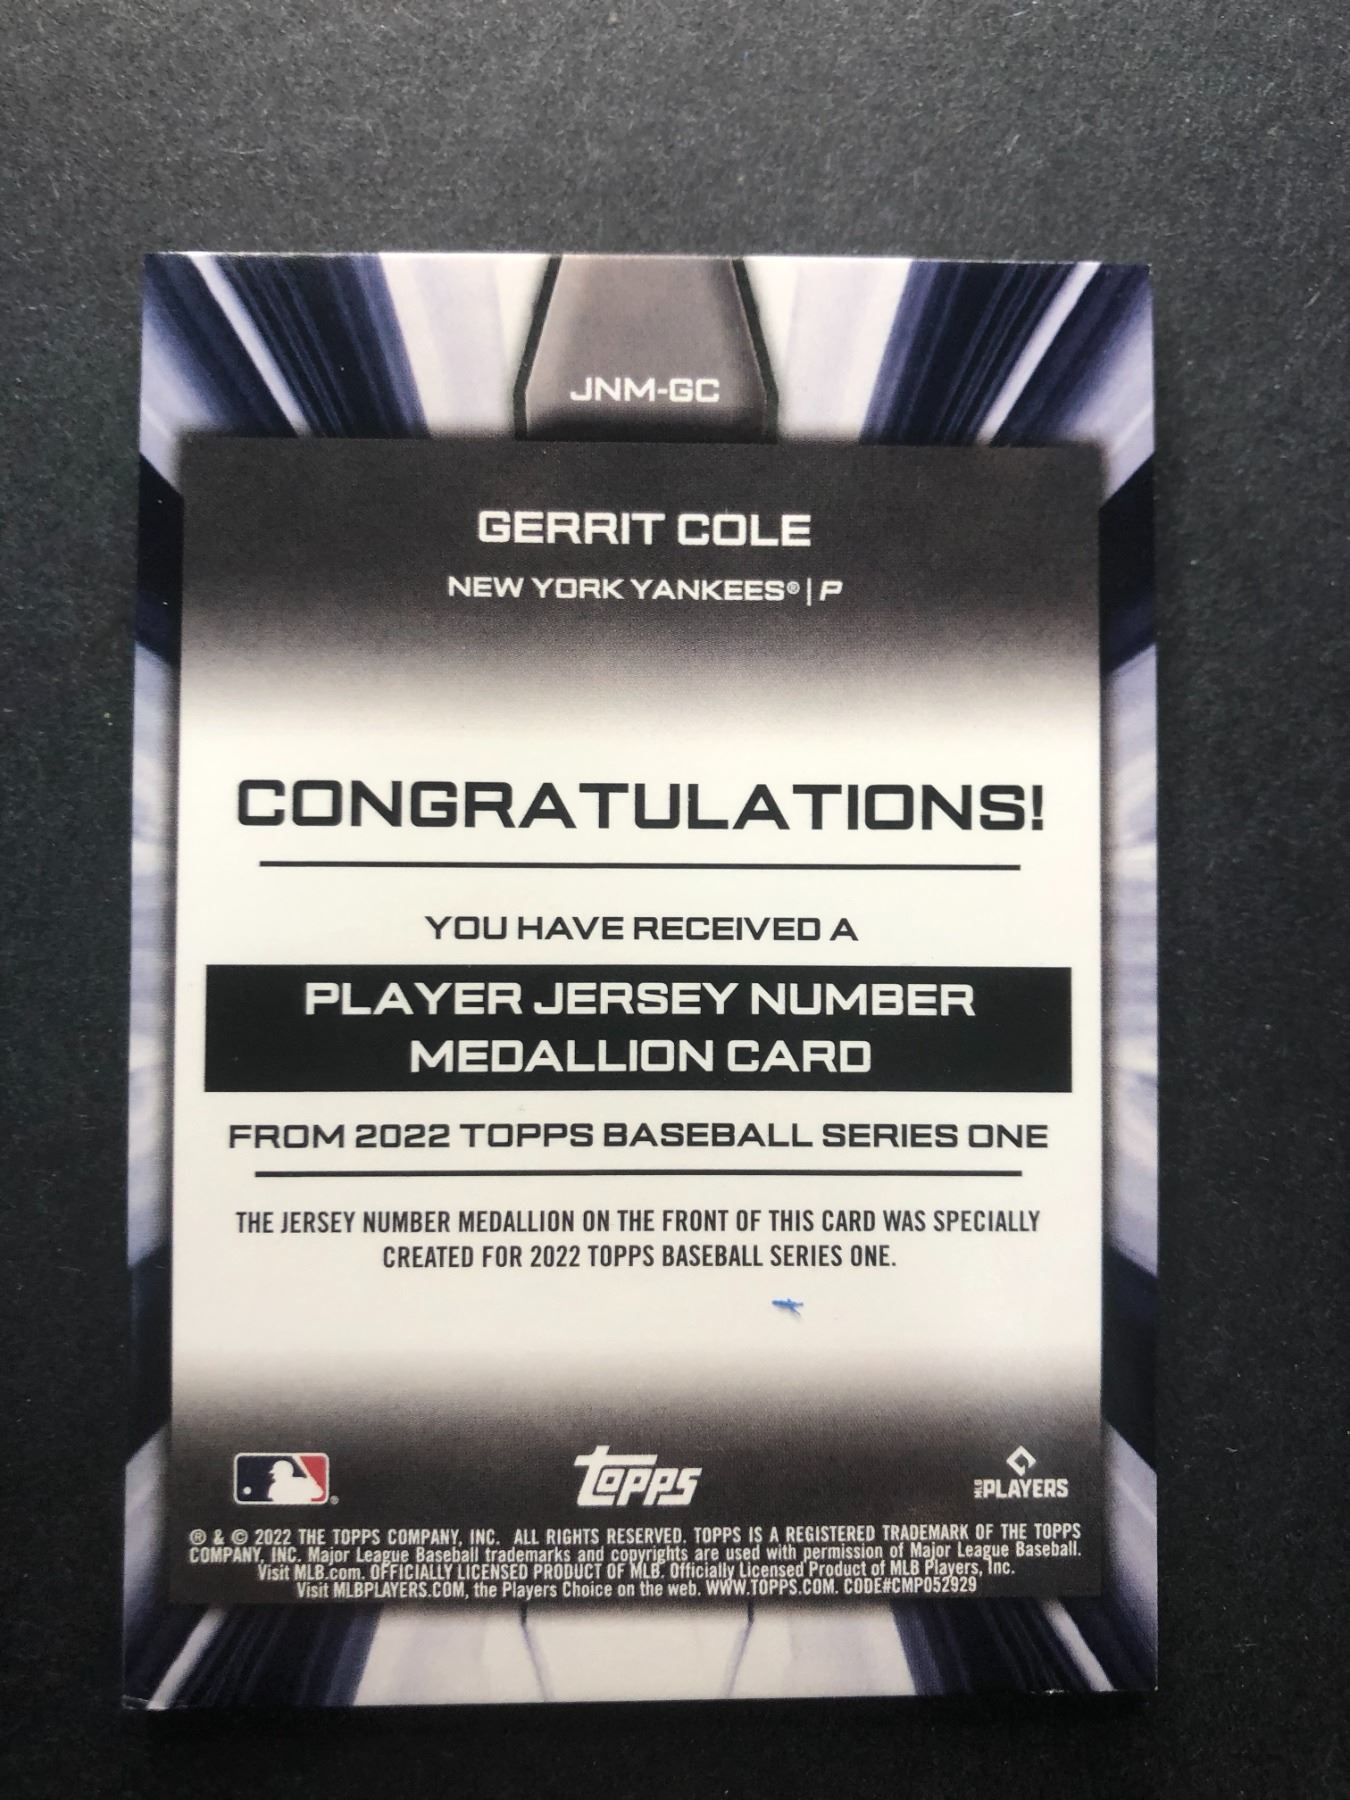 JNM-GC
GERRIT COLE
NEW YORK YANKEES® | P
CONGRATULATIONS!
YOU HAVE RECEIVED A
PLAYER JERSEY NUMBER
MEDALLION CARD
FROM 2022 TOPPS BASEBALL SERIES ONE
THE JERSEY NUMBER MEDALLION ON THE FRONT OF THIS CARD WAS SPECIALLY
CREATED FOR 2022 TOPPS BASEBALL SERIES ONE.
topps
MLB PLAYERS
® & © 2022 THE TOPPS COMPANY, INC. ALL RIGHTS RESERVED. TOPPS IS A REGISTERED TRADEMARK OF THE TOPPS
COMPANY, INC. Major League Baseball trademarks and copyrights are used with permission of Major League Baseball.
Visit MLB.com. OFFICIALLY LICENSED PRODUCT OF MLB. Officially Licensed Product of MLB Players, Inc.
Visit MLBPLAYERS.COM, the Players Choice on the web. WWW.TOPPS.COM. CODE#CMP052929